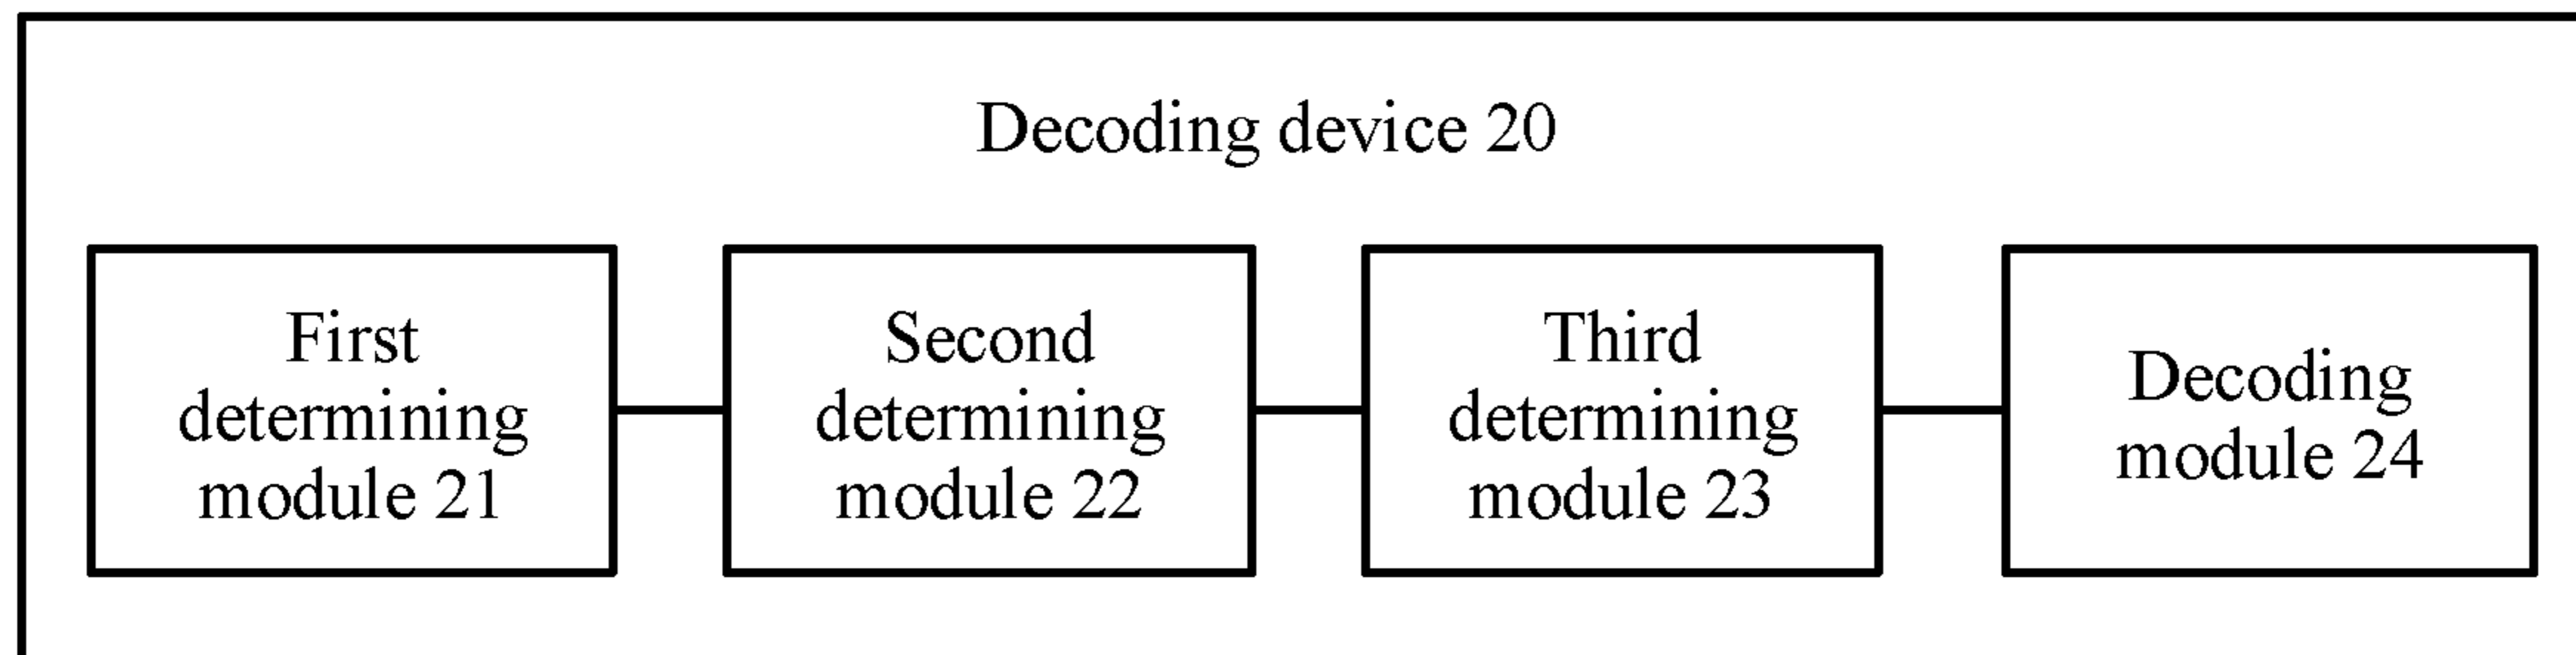 Decoding device 20
First
determining
module 21
Second
determining
module 22
Third
determining
module 23
Decoding
module 24